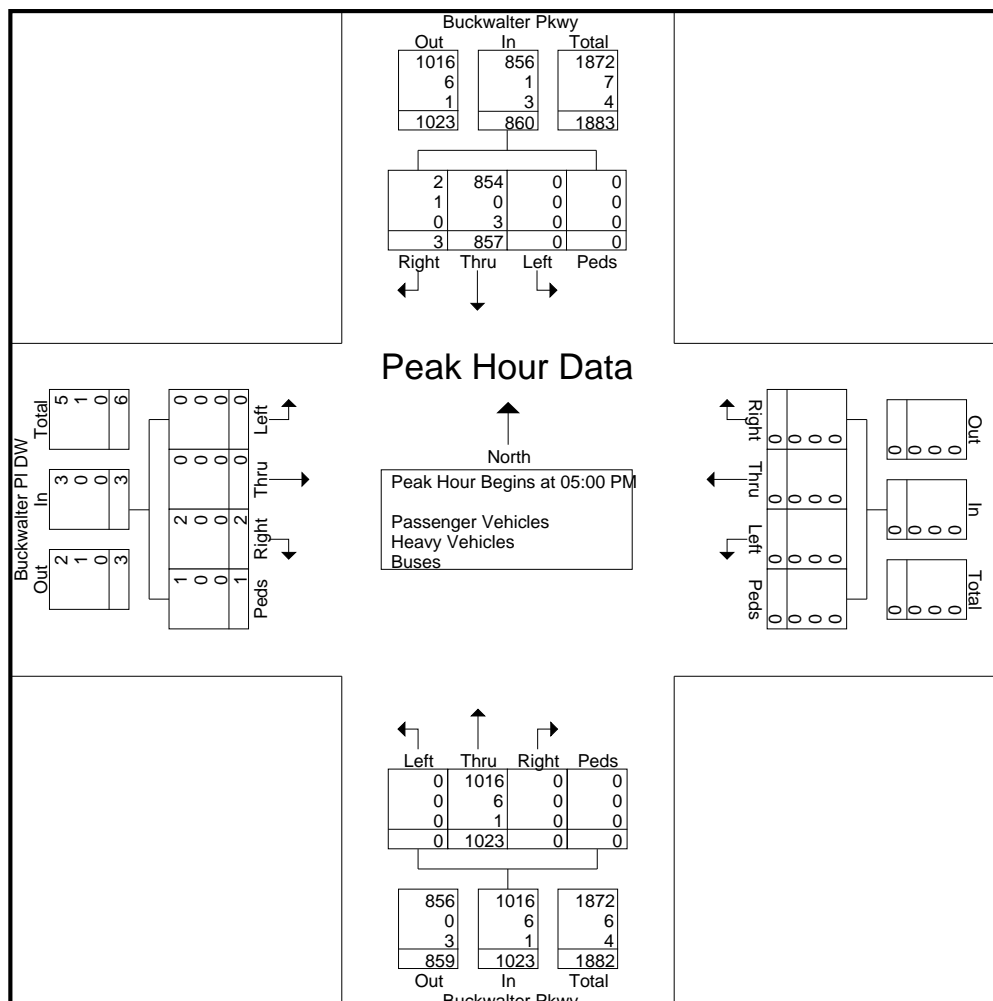 Buckwalter Pkwy
Out In Total
1016 856 1872
6 1 7
1 3 4
1023 860 1883
2 854 0 0
1 0 0 0
0 3 0 0
3 857 0 0
Right Thru Left Peds
Peak Hour Data
North
Peak Hour Begins at 05:00 PM
Passenger Vehicles
Heavy Vehicles
Buses
Buckwalter Pl DW
Out In Total
2 3 5
1 0 1
0 0 0
3 3 6
1 2 0 0
0 0 0 0
0 0 0 0
1 2 0 0
Peds Right Thru Left
Out In Total
0 0 0
0 0 0
0 0 0
0 0 0
0 0 0 0
0 0 0 0
0 0 0 0
0 0 0 0
Right Thru Left Peds
Left Thru Right Peds
0 1016 0 0
0 6 0 0
0 1 0 0
0 1023 0 0
856 1016 1872
0 6 6
3 1 4
859 1023 1882
Out In Total
Buckwalter Pkwy